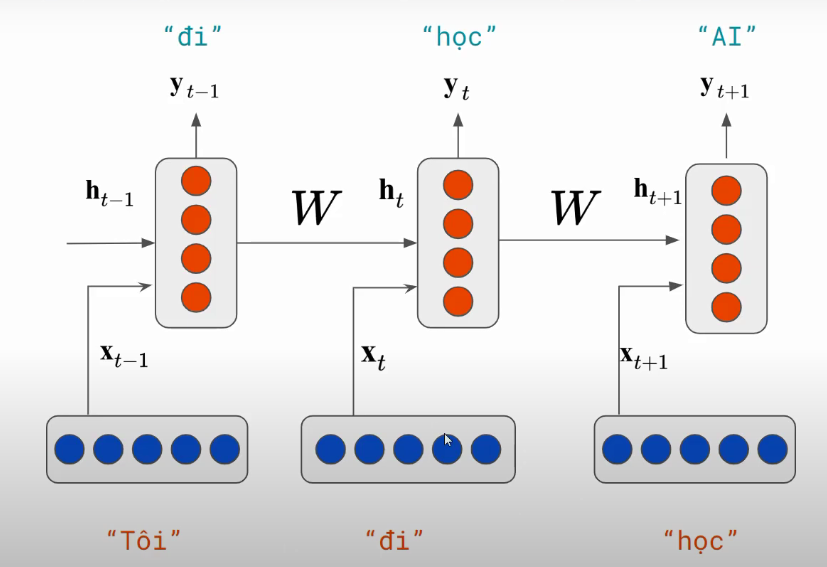 “đi” “học” “AI”
y t−1 y t y t+1
h t−1 W h t W h t+1
x t−1 x t x t+1
“Tôi” “đi” “học”